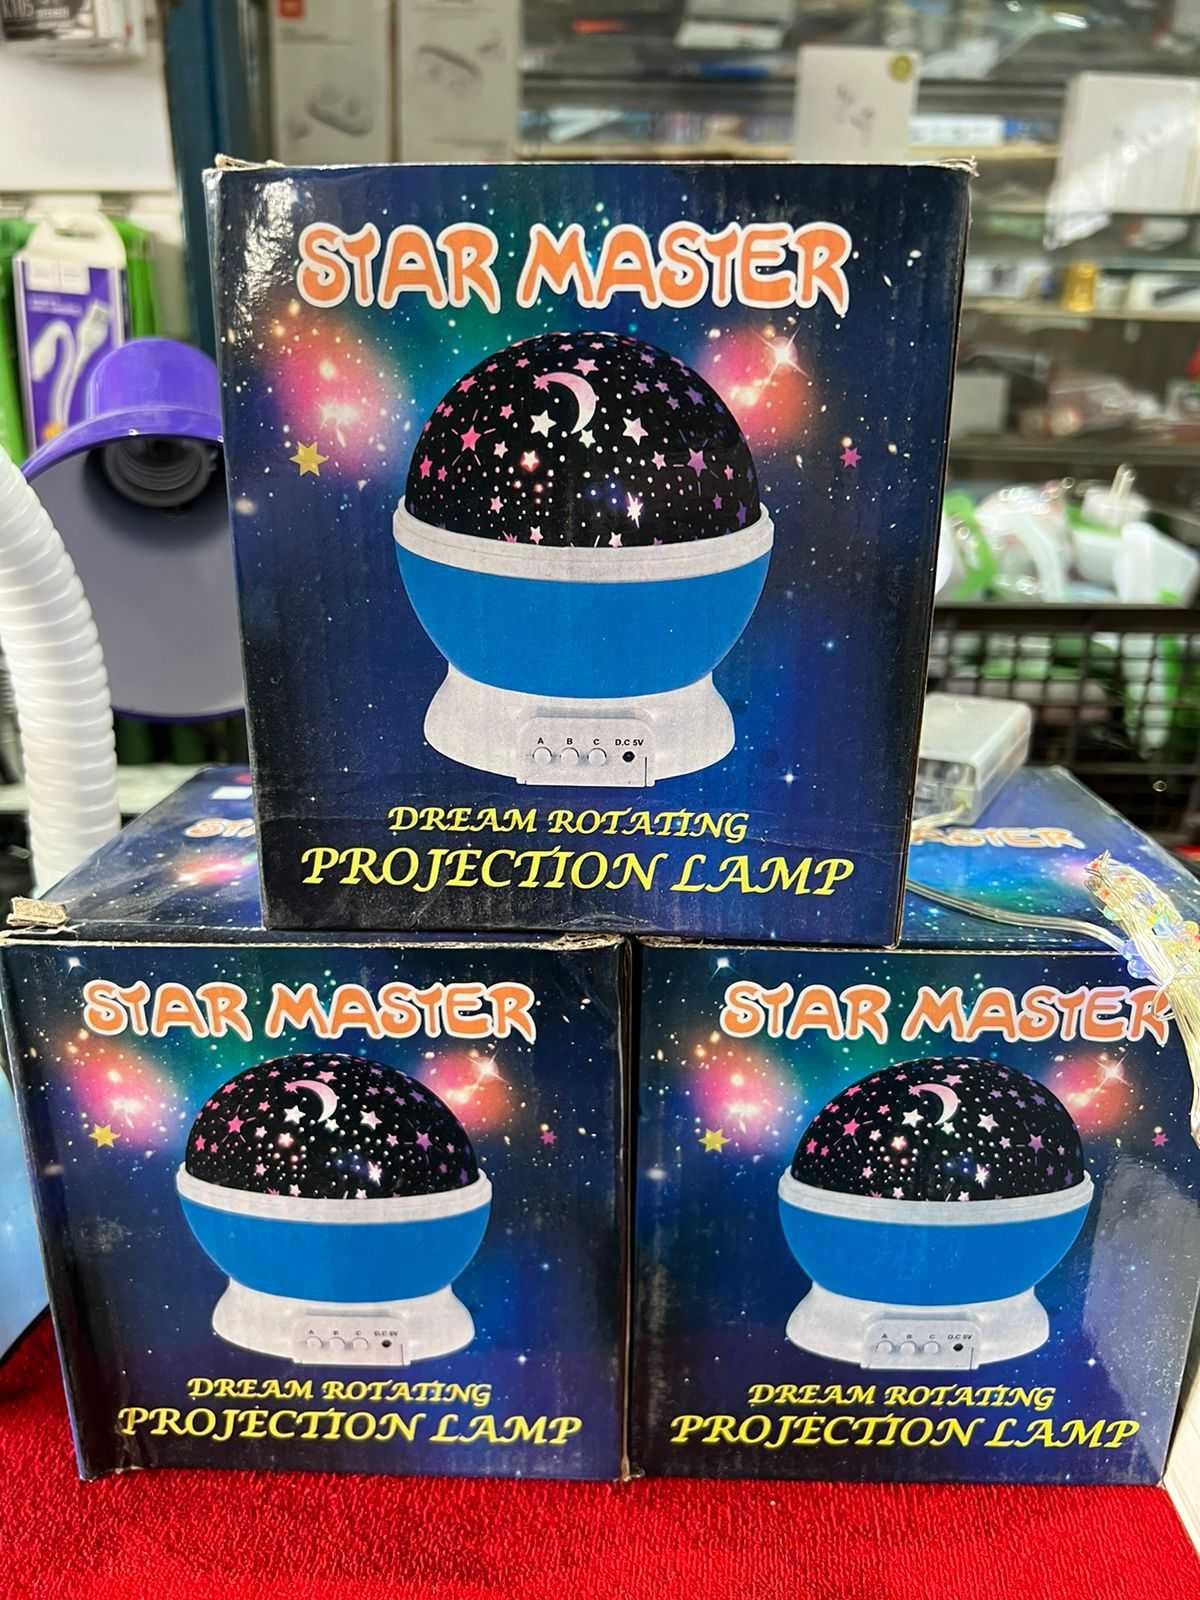 STAR MASTER
A B C D.C 5V
DREAM ROTATING
PROJECTION LAMP
STAR MASTER
A B C D.C 5V
DREAM ROTATING
PROJECTION LAMP
STAR MASTER
A B C D.C 5V
DREAM ROTATING
PROJECTION LAMP